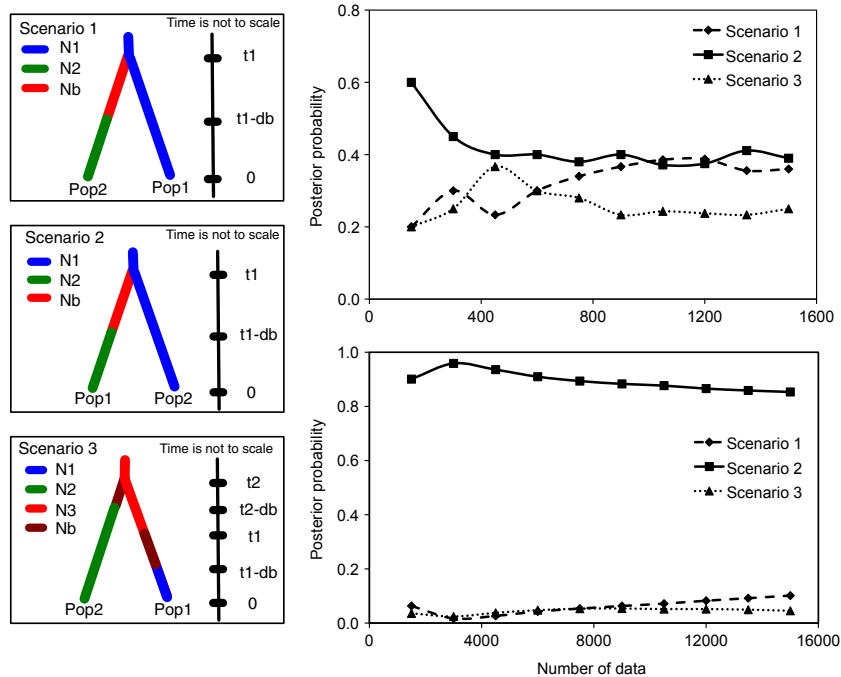 Scenario 1
Time is not to scale
N1
N2
Nb
t1
t1-db
0
Pop2
Pop1
Scenario 2
Time is not to scale
N1
N2
Nb
t1
t1-db
0
Pop1
Pop2
Scenario 3
Time is not to scale
N1
N2
N3
Nb
t2
t2-db
t1
t1-db
0
Pop2
Pop1
Posterior probability
0.8
0.6
0.4
0.2
0.0
0
400
800
1200
1600
Scenario 1
Scenario 2
Scenario 3
Posterior probability
1.0
0.8
0.6
0.4
0.2
0.0
0
4000
8000
12000
16000
Scenario 1
Scenario 2
Scenario 3
Number of data